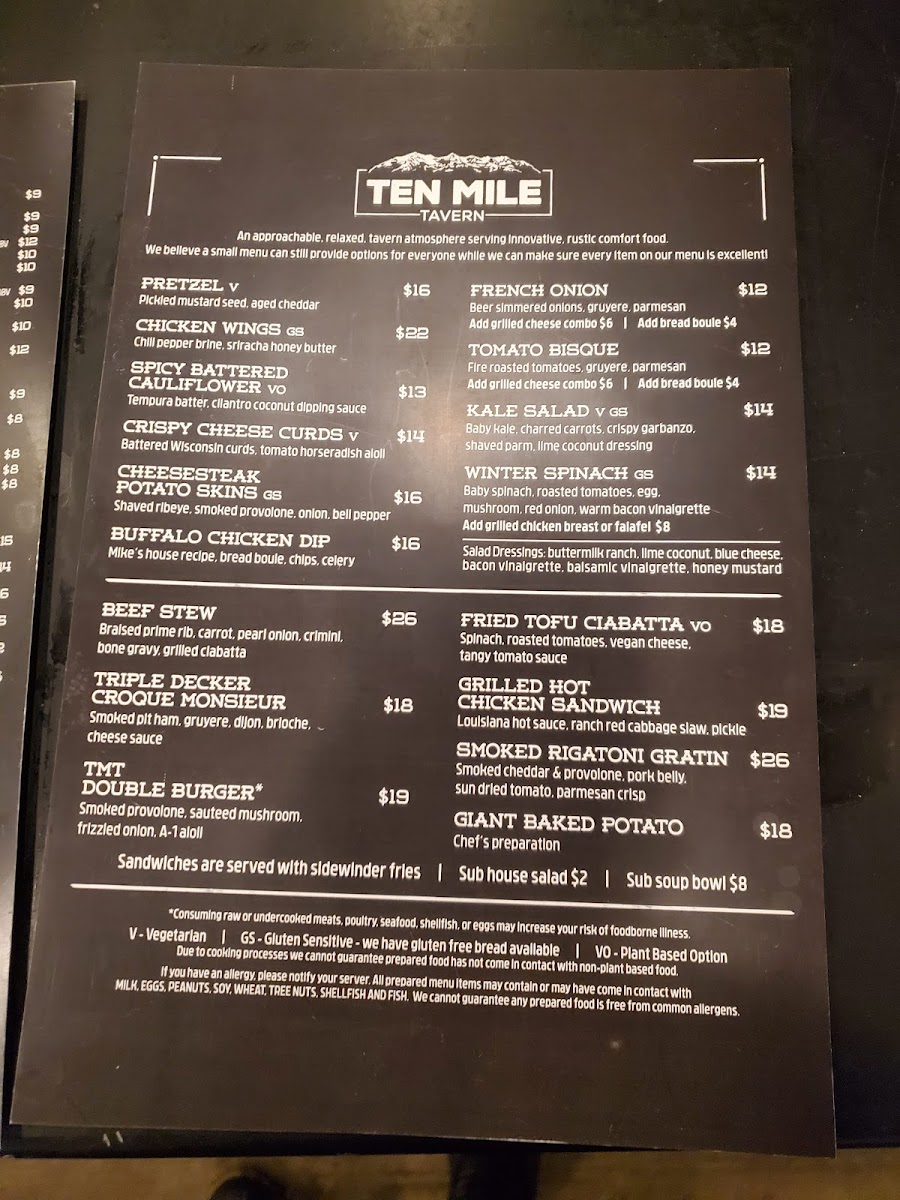 TEN MILE
TAVERN
An approachable, relaxed, tavern atmosphere serving innovative, rustic comfort food.
We believe a small menu can still provide options for everyone while we can make sure every item on our menu is excellent!
PRETZEL V $16
Pickled mustard seed, aged cheddar
CHICKEN WINGS GS $22
Chili pepper brine, sriracha honey butter
SPICY BATTERED
CAULIFLOWER VO $13
Tempura batter, cilantro coconut dipping sauce
CRISPY CHEESE CURDS V $14
Battered Wisconsin curds, tomato horseradish aioli
CHEESESTEAK
POTATO SKINS GS $16
Shaved ribeye, smoked provolone, onion, bell pepper
BUFFALO CHICKEN DIP $16
Mike's house recipe, bread boule, chips, celery
FRENCH ONION $12
Beer simmered onions, gruyere, parmesan
Add grilled cheese combo $6 | Add bread boule $4
TOMATO BISQUE $12
Fire roasted tomatoes, gruyere, parmesan
Add grilled cheese combo $6 | Add bread boule $4
KALE SALAD V GS $14
Baby kale, charred carrots, crispy garbanzo,
shaved parm, lime coconut dressing
WINTER SPINACH GS $14
Baby spinach, roasted tomatoes, egg,
mushroom, red onion, warm bacon vinaigrette
Add grilled chicken breast or falafel $8
Salad Dressings: buttermilk ranch, lime coconut, blue cheese,
bacon vinaigrette, balsamic vinaigrette, honey mustard
BEEF STEW $26
Braised prime rib, carrot, pearl onion, crimini,
bone gravy, grilled ciabatta
TRIPLE DECKER
CROQUE MONSIEUR $18
Smoked pit ham, gruyere, dijon, brioche,
cheese sauce
TMT
DOUBLE BURGER* $19
Smoked provolone, sauteed mushroom,
frizzled onion, A-1 aioli
FRIED TOFU CIABATTA VO $18
Spinach, roasted tomatoes, vegan cheese,
tangy tomato sauce
GRILLED HOT
CHICKEN SANDWICH $19
Louisiana hot sauce, ranch red cabbage slaw, pickle
SMOKED RIGATONI GRATIN $26
Smoked cheddar & provolone, pork belly,
sun dried tomato, parmesan crisp
GIANT BAKED POTATO $18
Chef's preparation
Sandwiches are served with sidewinder fries | Sub house salad $2 | Sub soup bowl $8
*Consuming raw or undercooked meats, poultry, seafood, shellfish, or eggs may increase your risk of foodborne illness.
V - Vegetarian | GS - Gluten Sensitive - we have gluten free bread available | VO - Plant Based Option
Due to cooking processes we cannot guarantee prepared food has not come in contact with non-plant based food.
If you have an allergy, please notify your server. All prepared menu items may contain or may have come in contact with
MILK, EGGS, PEANUTS, SOY, WHEAT, TREE NUTS, SHELLFISH AND FISH. We cannot guarantee any prepared food is free from common allergens.
$9
$9
$9
$12
$10
$10
$9
$10
$10
$12
$9
$8
$8
$8
$8